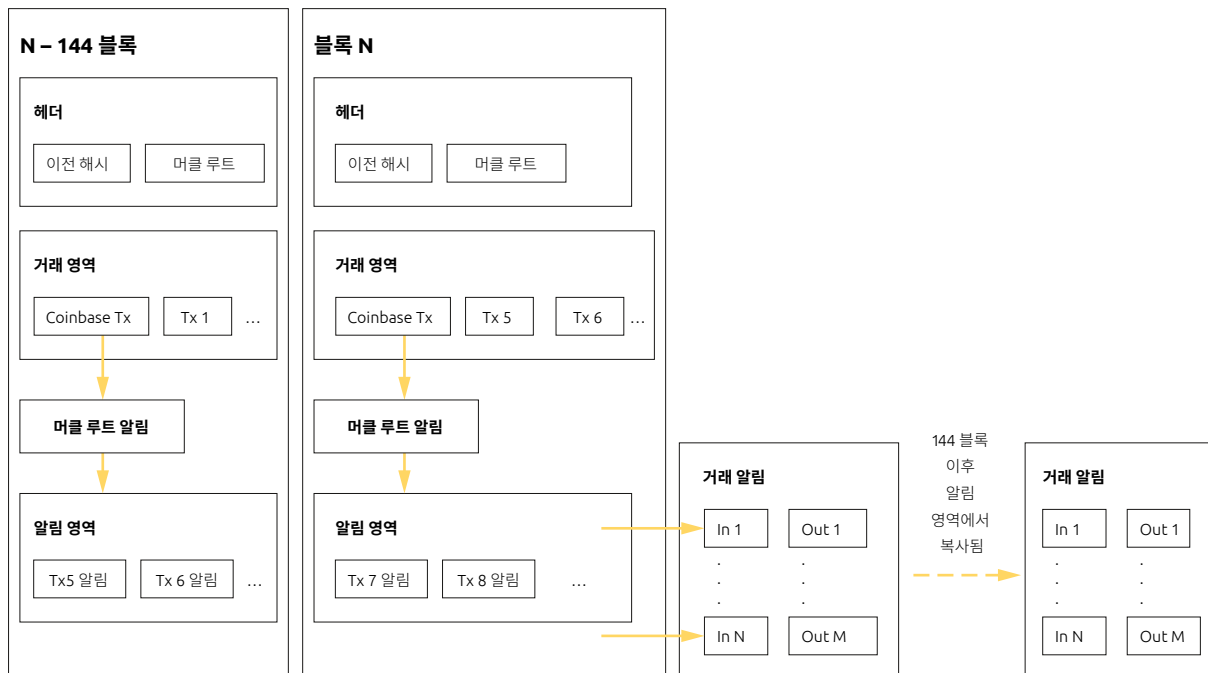 N – 144 블록
헤더
이전 해시
머클 루트
거래 영역
Coinbase Tx
Tx 1
...
머클 루트 알림
알림 영역
Tx5 알림
Tx 6 알림
...
블록 N
헤더
이전 해시
머클 루트
거래 영역
Coinbase Tx
Tx 5
Tx 6
...
머클 루트 알림
알림 영역
Tx 7 알림
Tx 8 알림
...
거래 알림
In 1
Out 1
.
.
.
.
In N
Out M
144 블록
이후
알림
영역에서
복사됨
거래 알림
In 1
Out 1
.
.
.
.
In N
Out M